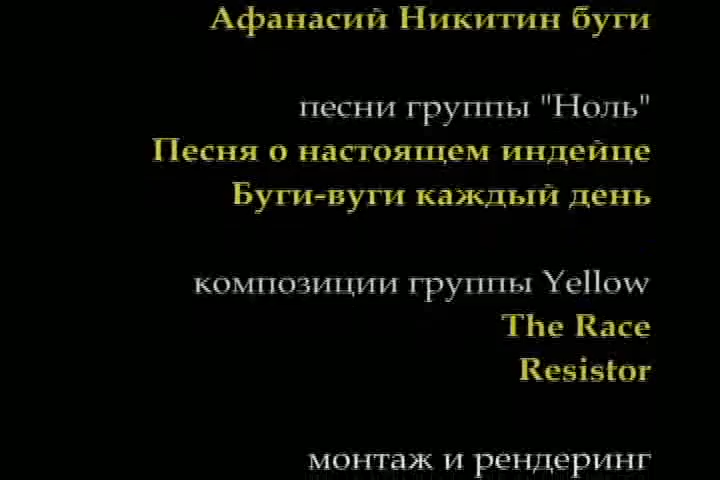 Афанасий Никитин буги
песни группы "Ноль"
Песня о настоящем индейце
Буги-вуги каждый день
композиции группы Yellow
The Race
Resistor
монтаж и рендеринг